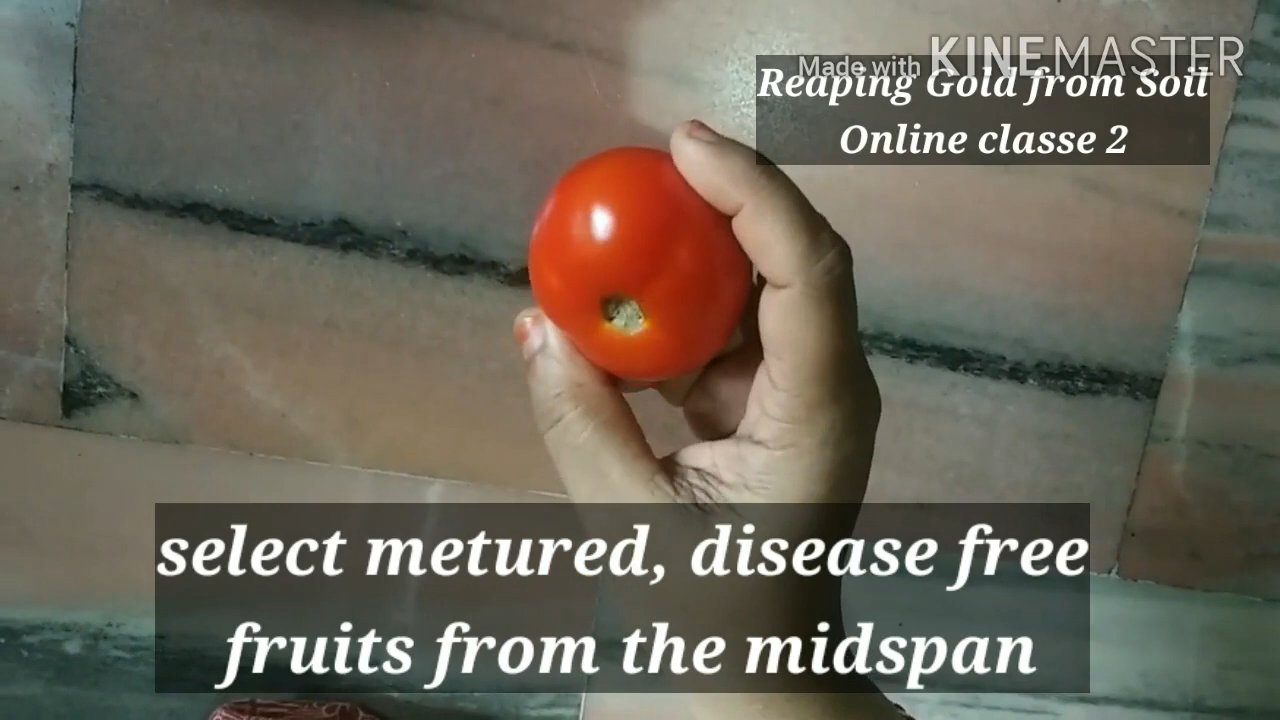 Made with KINEMASTER
Reaping Gold from Soil
Online classe 2
select metured, disease free
fruits from the midspan